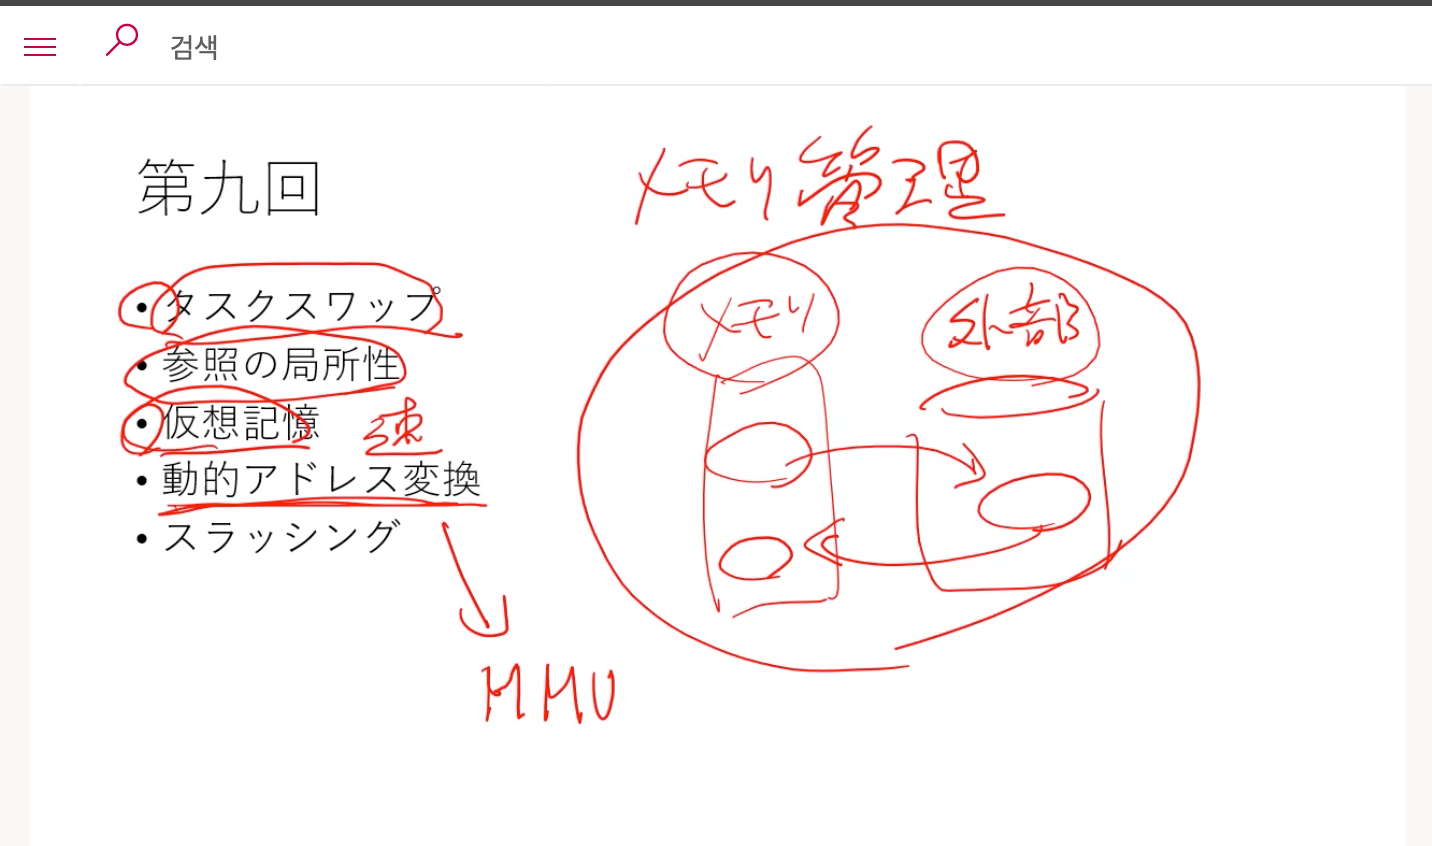 검색
第九回
メモリ管理
• タスクスワップ
• 参照の局所性
• 仮想記憶
速
• 動的アドレス変換
• スラッシング
メモリ
外部
MMU